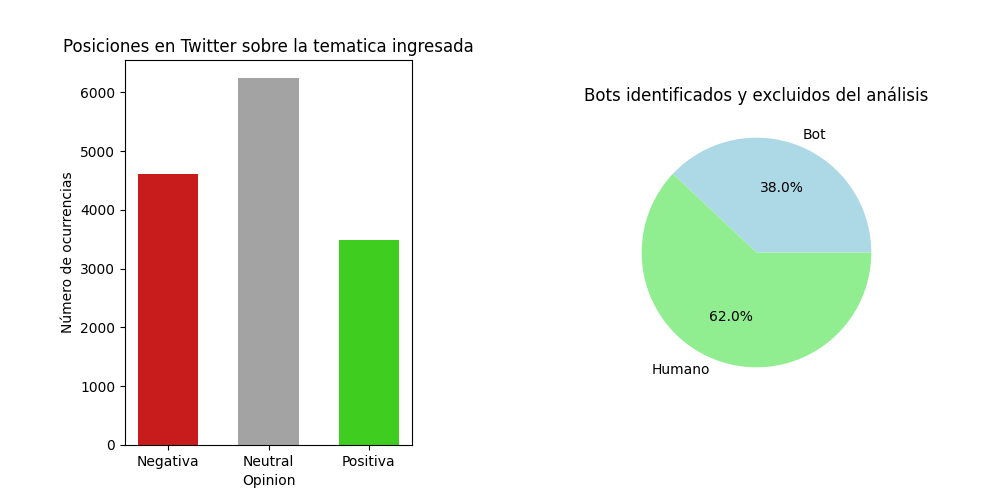 Posiciones en Twitter sobre la tematica ingresada
Número de ocurrencias
6000
5000
4000
3000
2000
1000
0
Negativa
Neutral
Positiva
Opinion
Bots identificados y excluidos del análisis
Bot
38.0%
62.0%
Humano